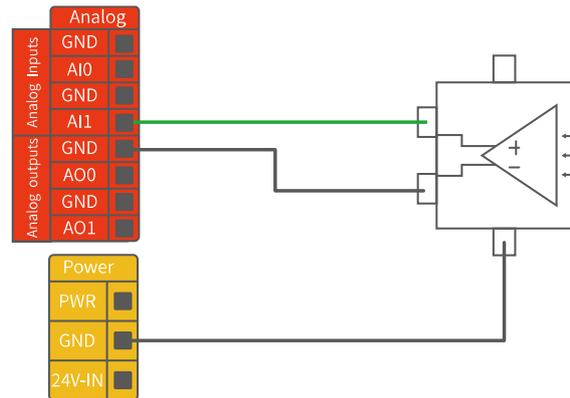 Analog
Analog Inputs
GND
AI0
GND
AI1
Analog outputs
GND
AO0
GND
AO1
+
−
Power
PWR
GND
24V-IN